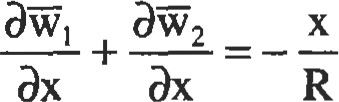 ∂w̅₁/∂x + ∂w̅₂/∂x = − x/R